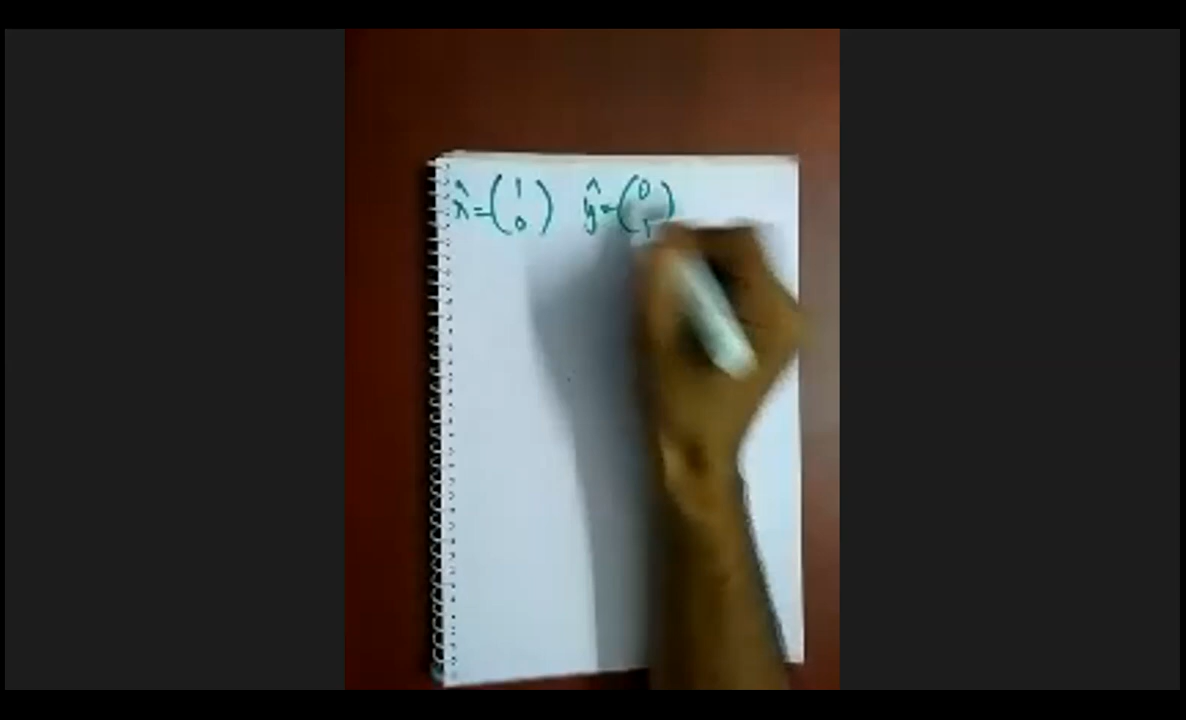 x̂ = (1 0) ŷ = (0 1)